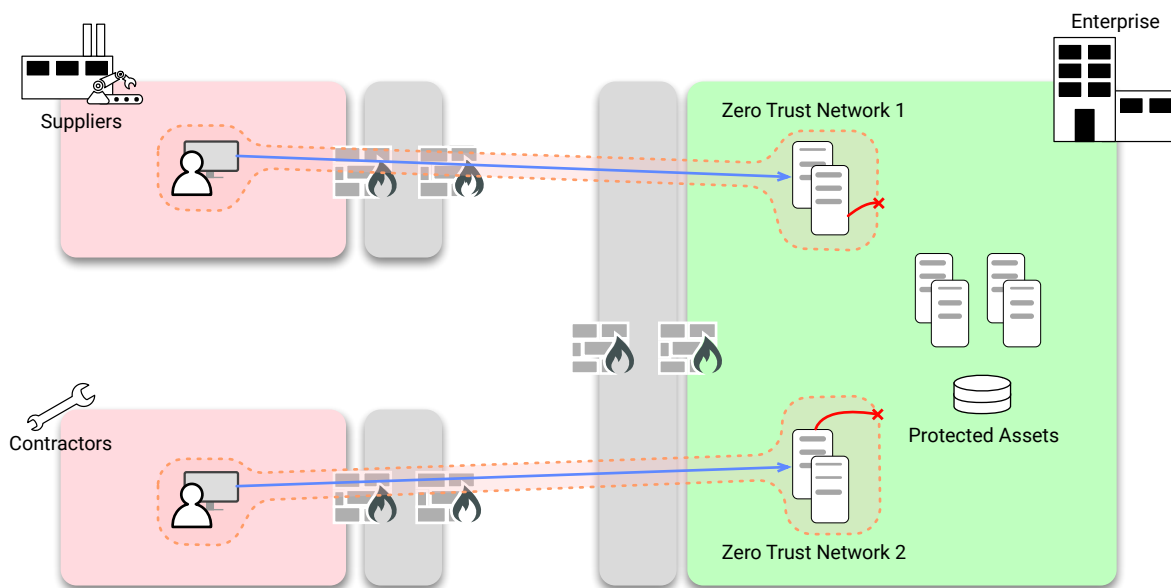 Enterprise
Suppliers
Zero Trust Network 1
Contractors
Protected Assets
Zero Trust Network 2